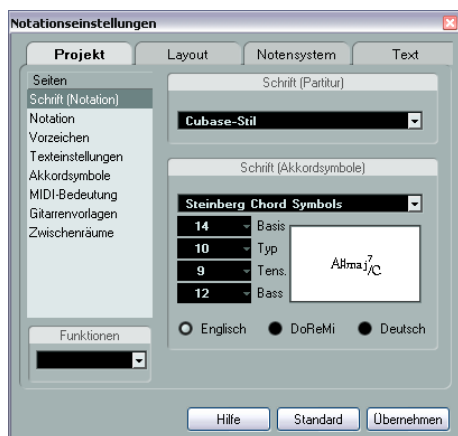 Notationseinstellungen
Projekt Layout Notensystem Text
Seiten
Schrift (Notation)
Notation
Vorzeichen
Texteinstellungen
Akkordsymbole
MIDI-Bedeutung
Gitarrenvorlagen
Zwischenräume
Funktionen
Schrift (Partitur)
Cubase-Stil
Schrift (Akkordsymbole)
Steinberg Chord Symbols
14 Basis
10 Typ
9 Tens.
12 Bass
A#maj7/C
Englisch DoReMi Deutsch
Hilfe Standard Übernehmen